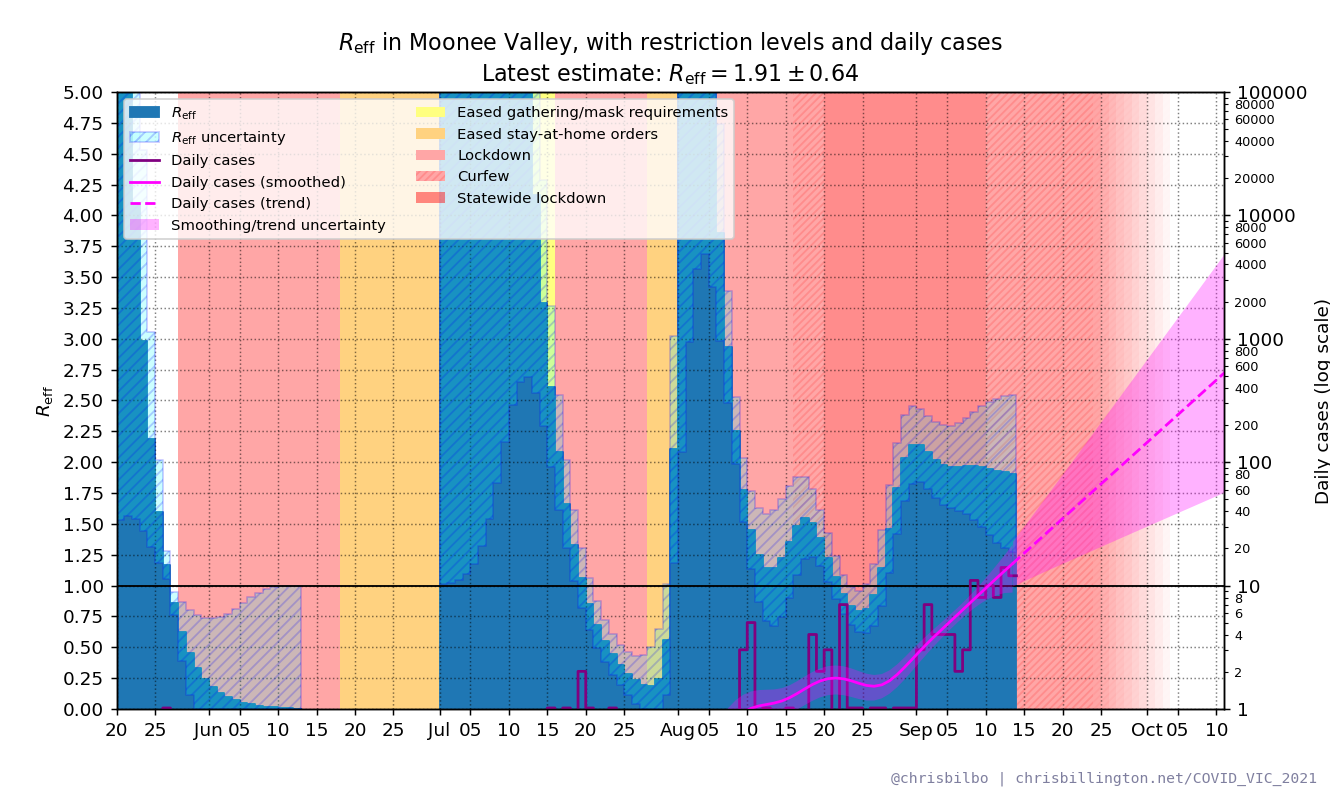 Reff in Moonee Valley, with restriction levels and daily cases
Latest estimate: Reff = 1.91 ± 0.64
Reff
Reff uncertainty
Daily cases
Daily cases (smoothed)
Daily cases (trend)
Smoothing/trend uncertainty
Eased gathering/mask requirements
Eased stay-at-home orders
Lockdown
Curfew
Statewide lockdown
Reff
5.00
4.75
4.50
4.25
4.00
3.75
3.50
3.25
3.00
2.75
2.50
2.25
2.00
1.75
1.50
1.25
1.00
0.75
0.50
0.25
0.00
100000
80000
60000
40000
20000
10000
8000
6000
4000
2000
1000
800
600
400
200
100
80
60
40
20
10
8
6
4
2
1
Daily cases (log scale)
20 25 Jun 05 10 15 20 25 Jul 05 10 15 20 25 Aug 05 10 15 20 25 Sep 05 10 15 20 25 Oct 05 10
@chrisbilbo | chrisbillington.net/COVID_VIC_2021